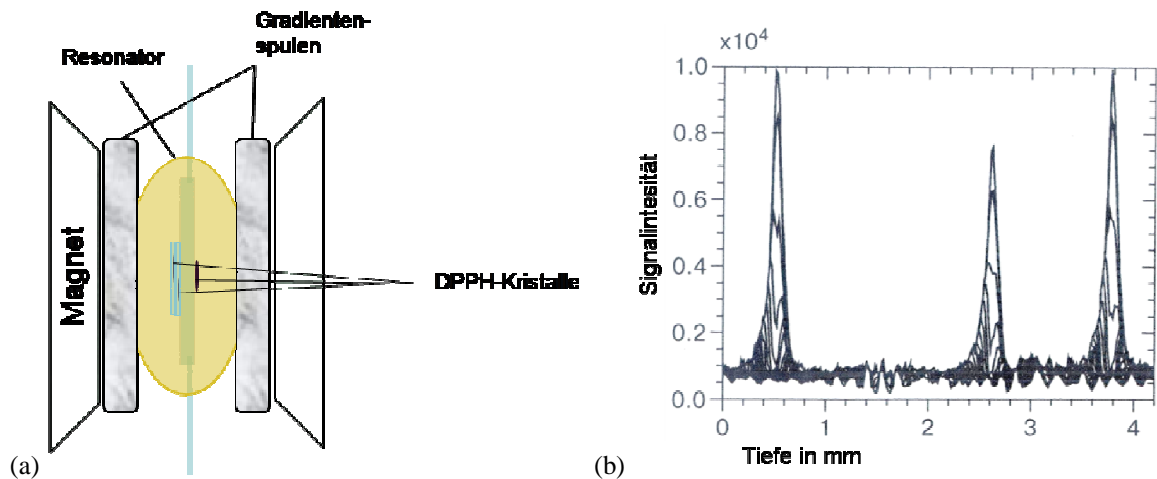 Gradienten-
spulen
Resonator
Magnet
DPPH-Kristalle
(a)
x10⁴
1.0
0.8
0.6
0.4
0.2
0.0
Signalintesität
0 1 2 3 4
Tiefe in mm
(b)